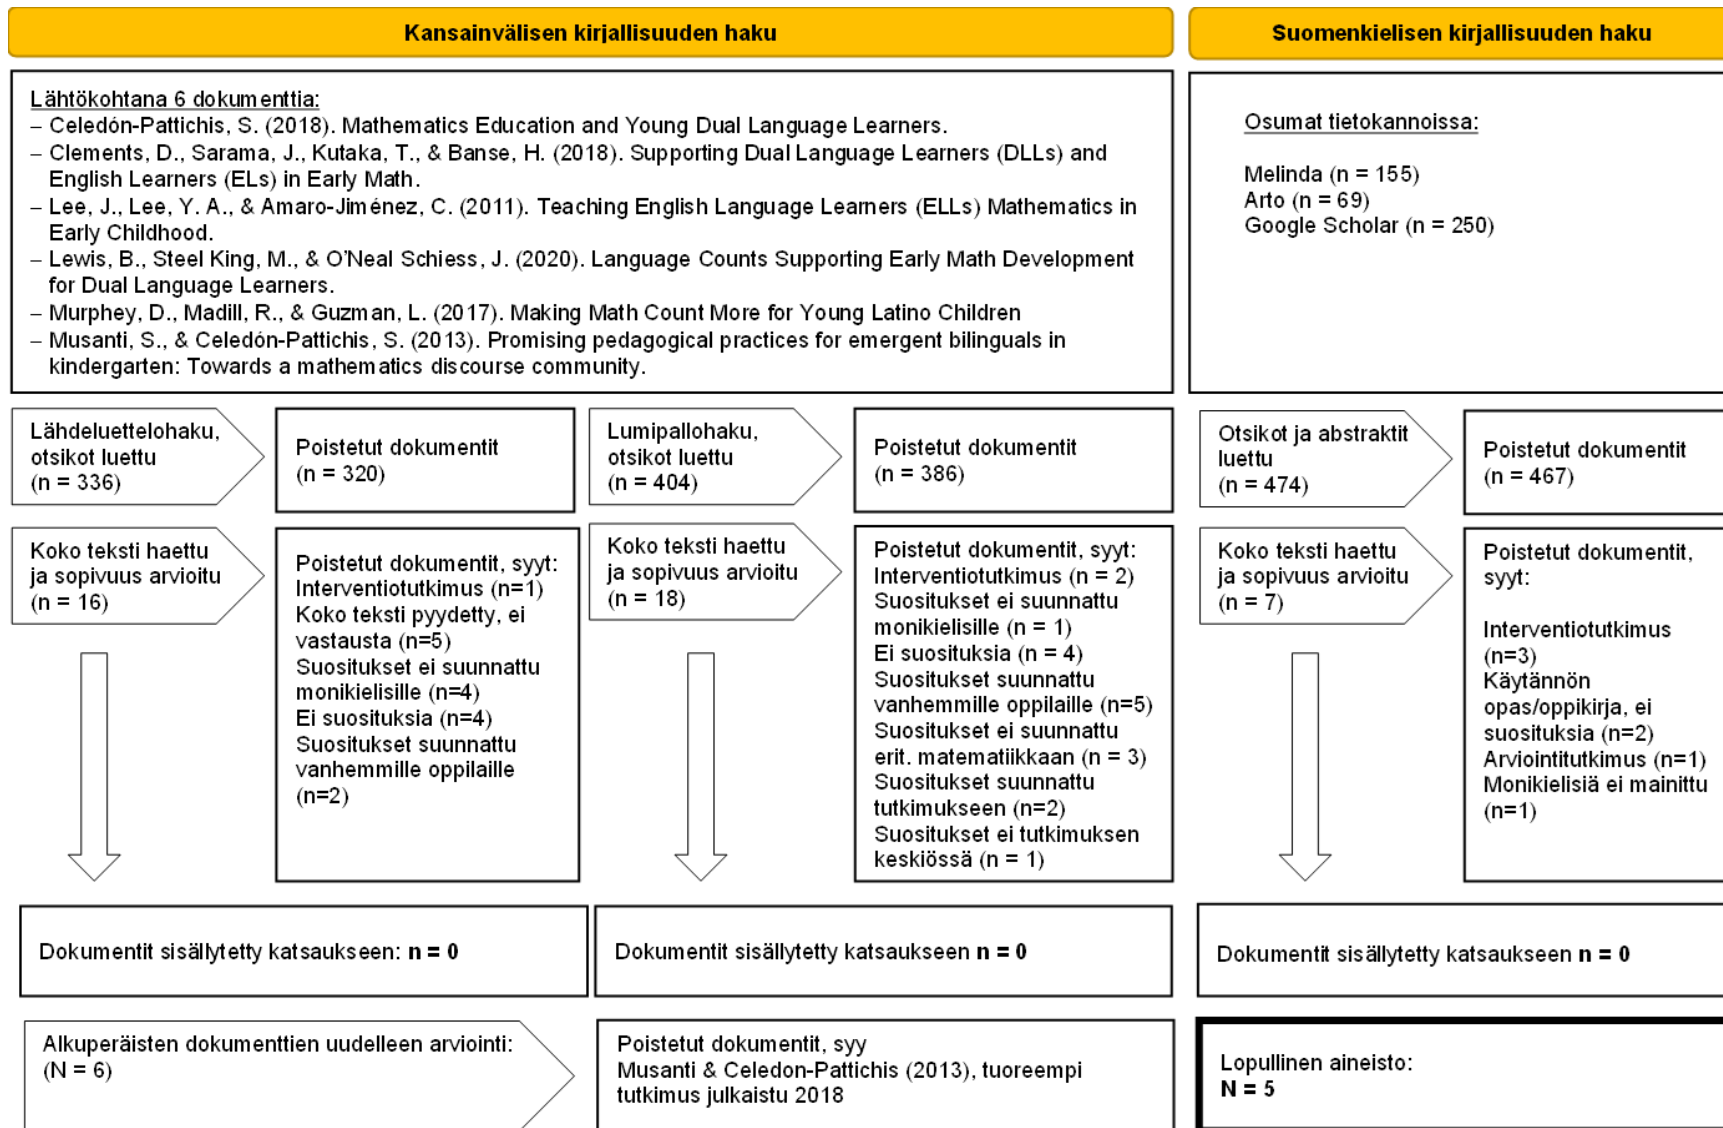 Kansainvälisen kirjallisuuden haku
Suomenkielisen kirjallisuuden haku
Lähtökohtana 6 dokumenttia:
– Celedón-Pattichis, S. (2018). Mathematics Education and Young Dual Language Learners.
– Clements, D., Sarama, J., Kutaka, T., & Banse, H. (2018). Supporting Dual Language Learners (DLLs) and
English Learners (ELs) in Early Math.
– Lee, J., Lee, Y. A., & Amaro-Jiménez, C. (2011). Teaching English Language Learners (ELLs) Mathematics in
Early Childhood.
– Lewis, B., Steel King, M., & O'Neal Schiess, J. (2020). Language Counts Supporting Early Math Development
for Dual Language Learners.
– Murphey, D., Madill, R., & Guzman, L. (2017). Making Math Count More for Young Latino Children
– Musanti, S., & Celedón-Pattichis, S. (2013). Promising pedagogical practices for emergent bilinguals in
kindergarten: Towards a mathematics discourse community.
Osumat tietokannoissa:
Melinda (n = 155)
Arto (n = 69)
Google Scholar (n = 250)
Lähdeluettelohaku,
otsikot luettu
(n = 336)
Poistetut dokumentit
(n = 320)
Lumipallohaku,
otsikot luettu
(n = 404)
Poistetut dokumentit
(n = 386)
Otsikot ja abstraktit
luettu
(n = 474)
Poistetut dokumentit
(n = 467)
Koko teksti haettu
ja sopivuus arvioitu
(n = 16)
Poistetut dokumentit, syyt:
Interventiotutkimus (n=1)
Koko teksti pyydetty, ei
vastausta (n=5)
Suositukset ei suunnattu
monikielisille (n=4)
Ei suosituksia (n=4)
Suositukset suunnattu
vanhemmille oppilaille
(n=2)
Koko teksti haettu
ja sopivuus arvioitu
(n = 18)
Poistetut dokumentit, syyt:
Interventiotutkimus (n = 2)
Suositukset ei suunnattu
monikielisille (n = 1)
Ei suosituksia (n = 4)
Suositukset suunnattu
vanhemmille oppilaille (n=5)
Suositukset ei suunnattu
erit. matematiikkaan (n = 3)
Suositukset suunnattu
tutkimukseen (n=2)
Suositukset ei tutkimuksen
keskiössä (n = 1)
Koko teksti haettu
ja sopivuus arvioitu
(n = 7)
Poistetut dokumentit,
syyt:
Interventiotutkimus
(n=3)
Käytännön
opas/oppikirja, ei
suosituksia (n=2)
Arviointitutkimus (n=1)
Monikielisiä ei mainittu
(n=1)
Dokumentit sisällytetty katsaukseen: n = 0
Dokumentit sisällytetty katsaukseen n = 0
Dokumentit sisällytetty katsaukseen n = 0
Alkuperäisten dokumenttien uudelleen arviointi:
(N = 6)
Poistetut dokumentit, syy
Musanti & Celedon-Pattichis (2013), tuoreempi
tutkimus julkaistu 2018
Lopullinen aineisto:
N = 5